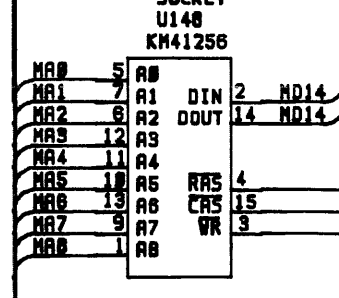 SOCKET
U148
KM41256
MA0 5 A0
MA1 7 A1 DIN 2 MD14
MA2 6 A2 DOUT 14 MD14
MA3 12 A3
MA4 11 A4
MA5 10 A5 RAS 4
MA6 13 A6 CAS 15
MA7 9 A7 WR 3
MA8 1 A8